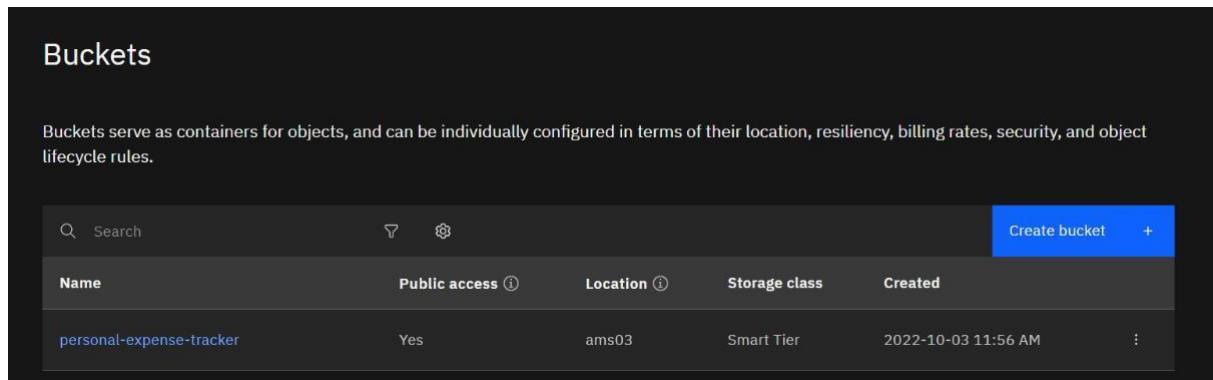 Buckets
Buckets serve as containers for objects, and can be individually configured in terms of their location, resiliency, billing rates, security, and object
lifecycle rules.
Search Create bucket +
Name Public access Location Storage class Created
personal-expense-tracker Yes ams03 Smart Tier 2022-10-03 11:56 AM